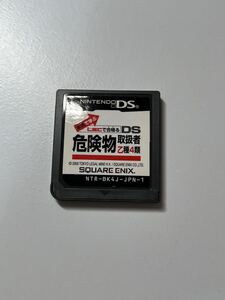 NINTENDO DS
LECで合格る DS
危険物 取扱者
乙種4類
© 2008 TOKYO LEGAL MIND K.K. / SQUARE ENIX CO.,LTD.
SQUARE ENIX.
NTR-BK4J-JPN-1